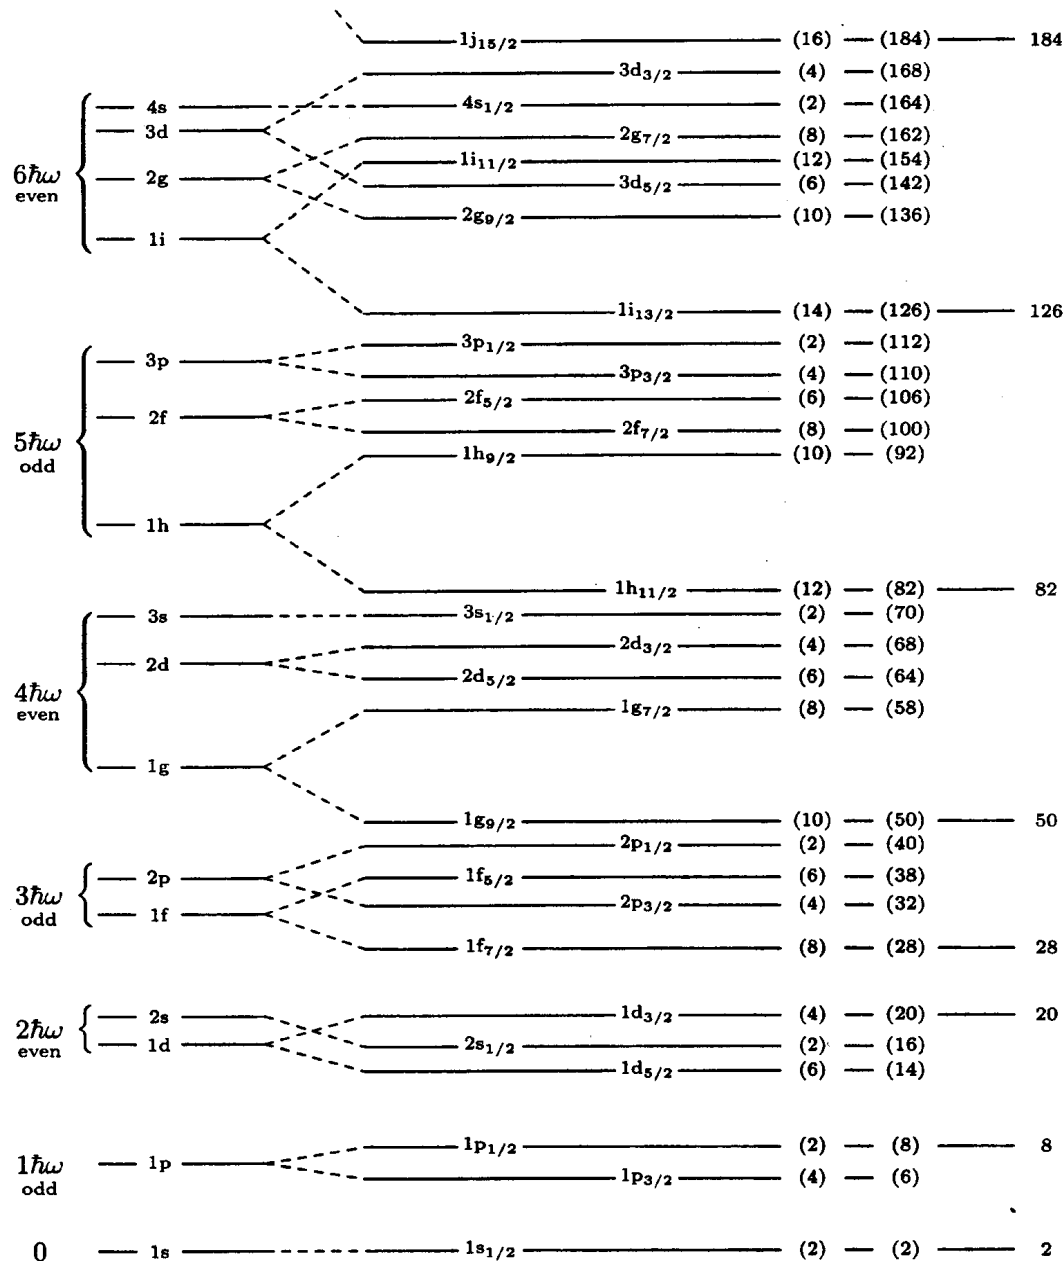 1j15/2 (16) (184) 184
3d3/2 (4) (168)
4s 4s1/2 (2) (164)
3d
2g7/2 (8) (162)
1i11/2 (12) (154)
6ħω 2g 3d5/2 (6) (142)
even
2g9/2 (10) (136)
1i
1i13/2 (14) (126) 126
3p1/2 (2) (112)
3p
3p3/2 (4) (110)
2f5/2 (6) (106)
2f
2f7/2 (8) (100)
5ħω
odd
1h9/2 (10) (92)
1h
1h11/2 (12) (82) 82
3s 3s1/2 (2) (70)
2d3/2 (4) (68)
2d
2d5/2 (6) (64)
4ħω
even
1g7/2 (8) (58)
1g
1g9/2 (10) (50) 50
2p1/2 (2) (40)
2p 1f5/2 (6) (38)
3ħω
odd
2p3/2 (4) (32)
1f
1f7/2 (8) (28) 28
2s 1d3/2 (4) (20) 20
2ħω
even
1d 2s1/2 (2) (16)
1d5/2 (6) (14)
1p1/2 (2) (8) 8
1ħω 1p
odd
1p3/2 (4) (6)
0 1s 1s1/2 (2) (2) 2